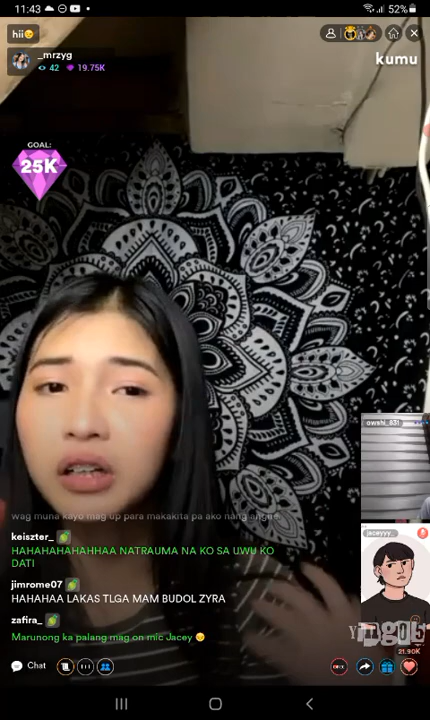 11:43
52%
hii
_mrzyg
42 19.75K
kumu
GOAL:
25K
owshi_831
wag muna kayo mag up para makakita pa ako nang
keiszter_
HAHAHAHAHAHHAA NATRAUMA NA KO SA UWU KO
DATI
jaceyyy_
jimrome07
HAHAHAA LAKAS TLGA MAM BUDOL ZYRA
zafira_
Marunong ka palang mag on mic Jacey
21.90K
Chat